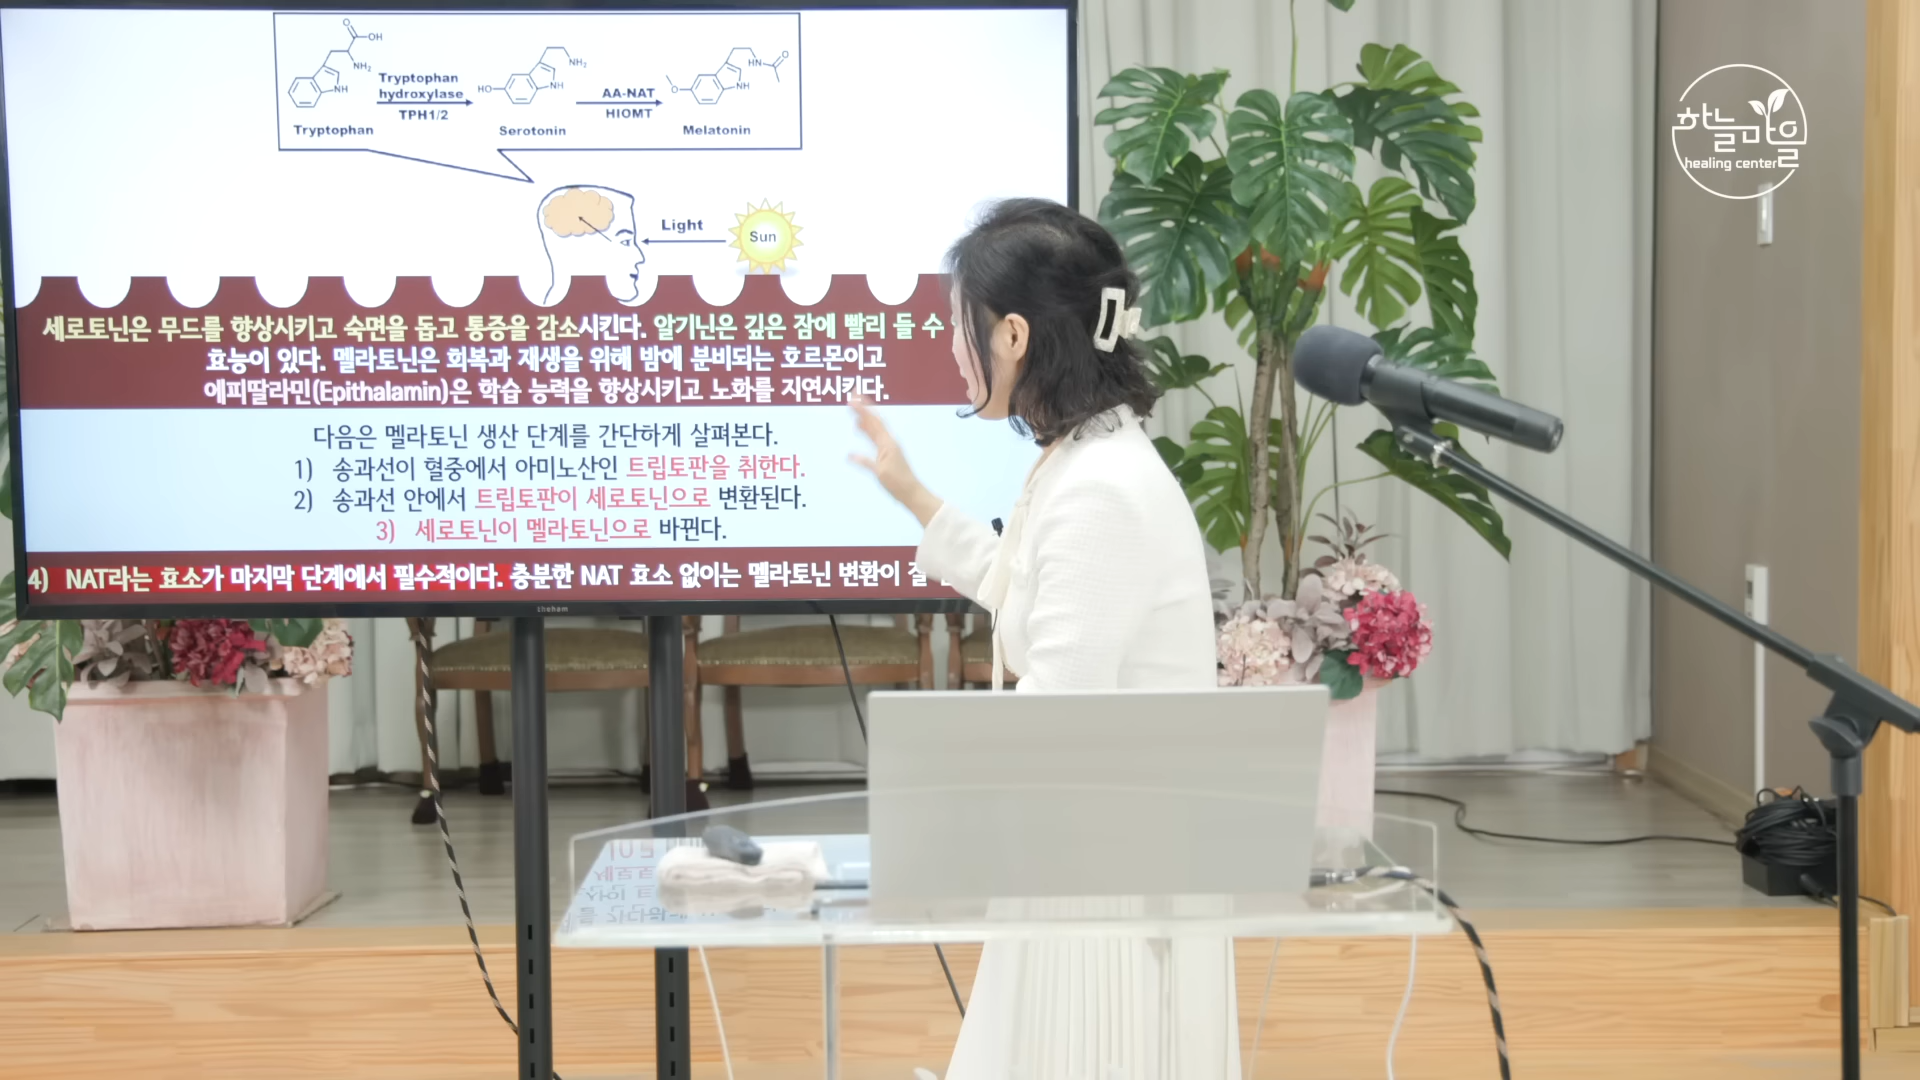 O
OH
NH₂
NH
Tryptophan
hydroxylase
TPH1/2
Tryptophan
HO
NH₂
NH
Serotonin
AA-NAT
HIOMT
HN
O
O
NH
Melatonin
Light
Sun
세로토닌은 무드를 향상시키고 숙면을 돕고 통증을 감소시킨다. 알기닌은 깊은 잠에 빨리 들 수
효능이 있다. 멜라토닌은 회복과 재생을 위해 밤에 분비되는 호르몬이고
에피딸라민(Epithalamin)은 학습 능력을 향상시키고 노화를 지연시킨다.
다음은 멜라토닌 생산 단계를 간단하게 살펴본다.
1) 송과선이 혈중에서 아미노산인 트립토판을 취한다.
2) 송과선 안에서 트립토판이 세로토닌으로 변환된다.
3) 세로토닌이 멜라토닌으로 바뀐다.
4) NAT라는 효소가 마지막 단계에서 필수적이다. 충분한 NAT 효소 없이는 멜라토닌 변환이 잘
하늘마을
healing center